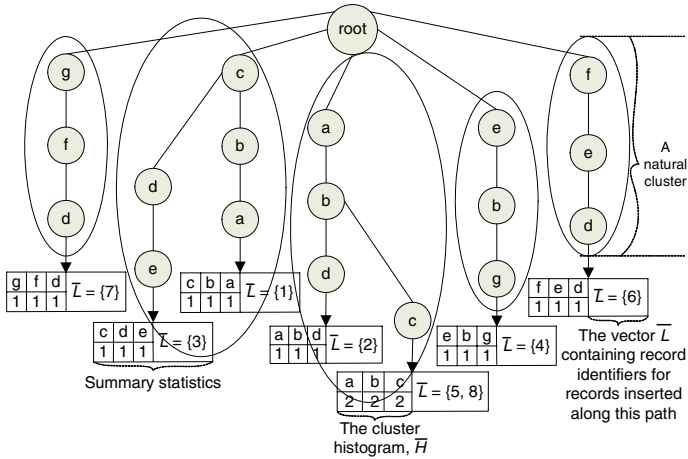 root
g
c
f
a
e
f
b
e
A
natural
cluster
d
b
b
d
a
d
e
d
g
c
g f d
1 1 1
L = {7}
c b a
1 1 1
L = {1}
f e d
1 1 1
L = {6}
c d e
1 1 1
L = {3}
a b d
1 1 1
L = {2}
e b g
1 1 1
L = {4}
Summary statistics
a b c
2 2 2
L = {5, 8}
The cluster
histogram, H
The vector L
containing record
identifiers for
records inserted
along this path